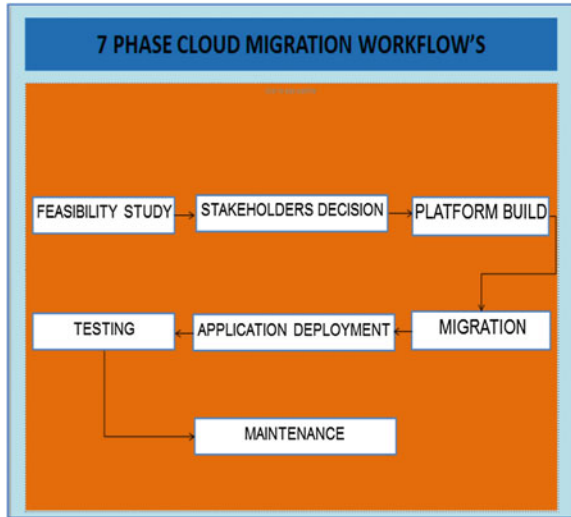 7 PHASE CLOUD MIGRATION WORKFLOW'S
FEASIBILITY STUDY
STAKEHOLDERS DECISION
PLATFORM BUILD
MIGRATION
APPLICATION DEPLOYMENT
TESTING
MAINTENANCE